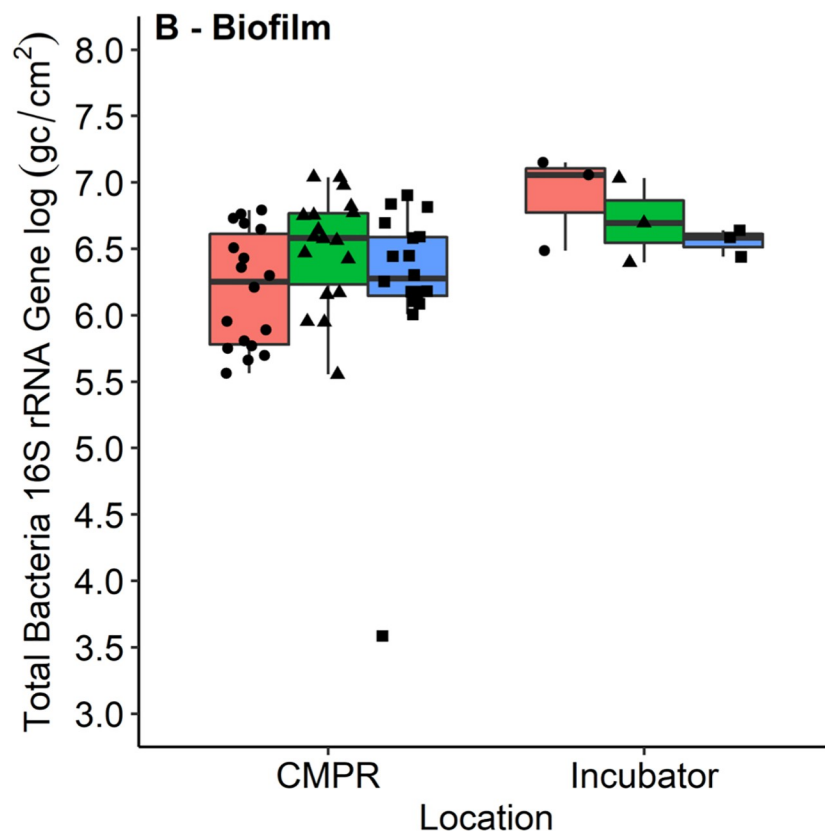 B - Biofilm
Total Bacteria 16S rRNA Gene log (gc/cm²)
8.0
7.5
7.0
6.5
6.0
5.5
5.0
4.5
4.0
3.5
3.0
CMPR Incubator
Location